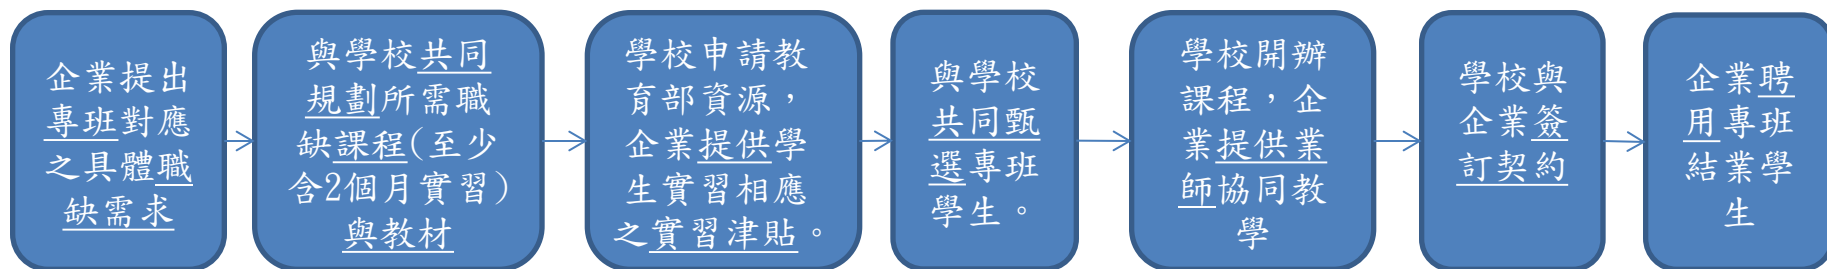 企業提出
專班對應
之具體職
缺需求
與學校共同
規劃所需職
缺課程(至少
含2個月實習)
與教材
學校申請教
育部資源，
企業提供學
生實習相應
之實習津貼。
與學校
共同甄
選專班
學生。
學校開辦
課程，企
業提供業
師協同教
學
學校與
企業簽
訂契約
企業聘
用專班
結業學
生